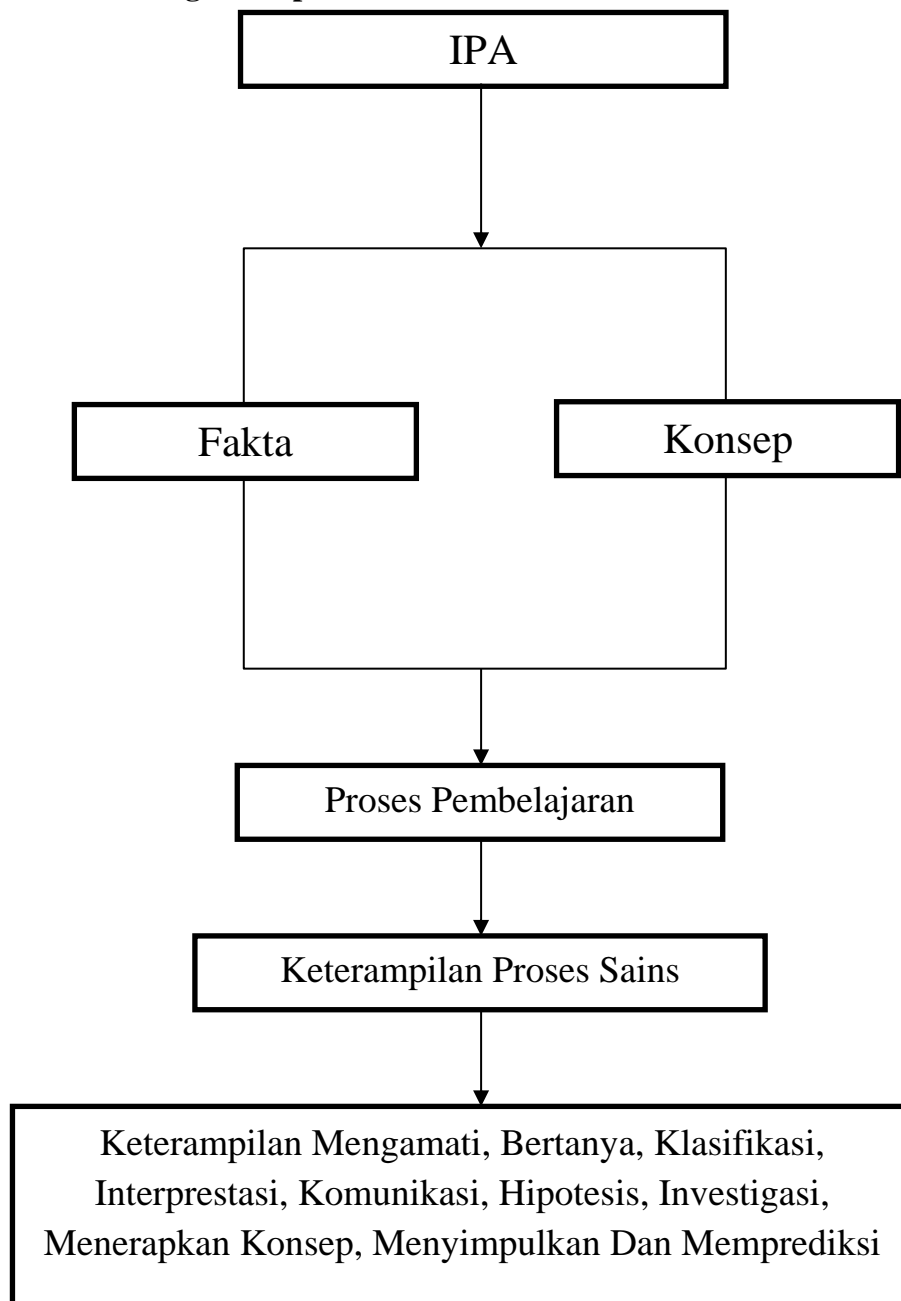 IPA
Fakta
Konsep
Proses Pembelajaran
Keterampilan Proses Sains
Keterampilan Mengamati, Bertanya, Klasifikasi,
Interprestasi, Komunikasi, Hipotesis, Investigasi,
Menerapkan Konsep, Menyimpulkan Dan Memprediksi